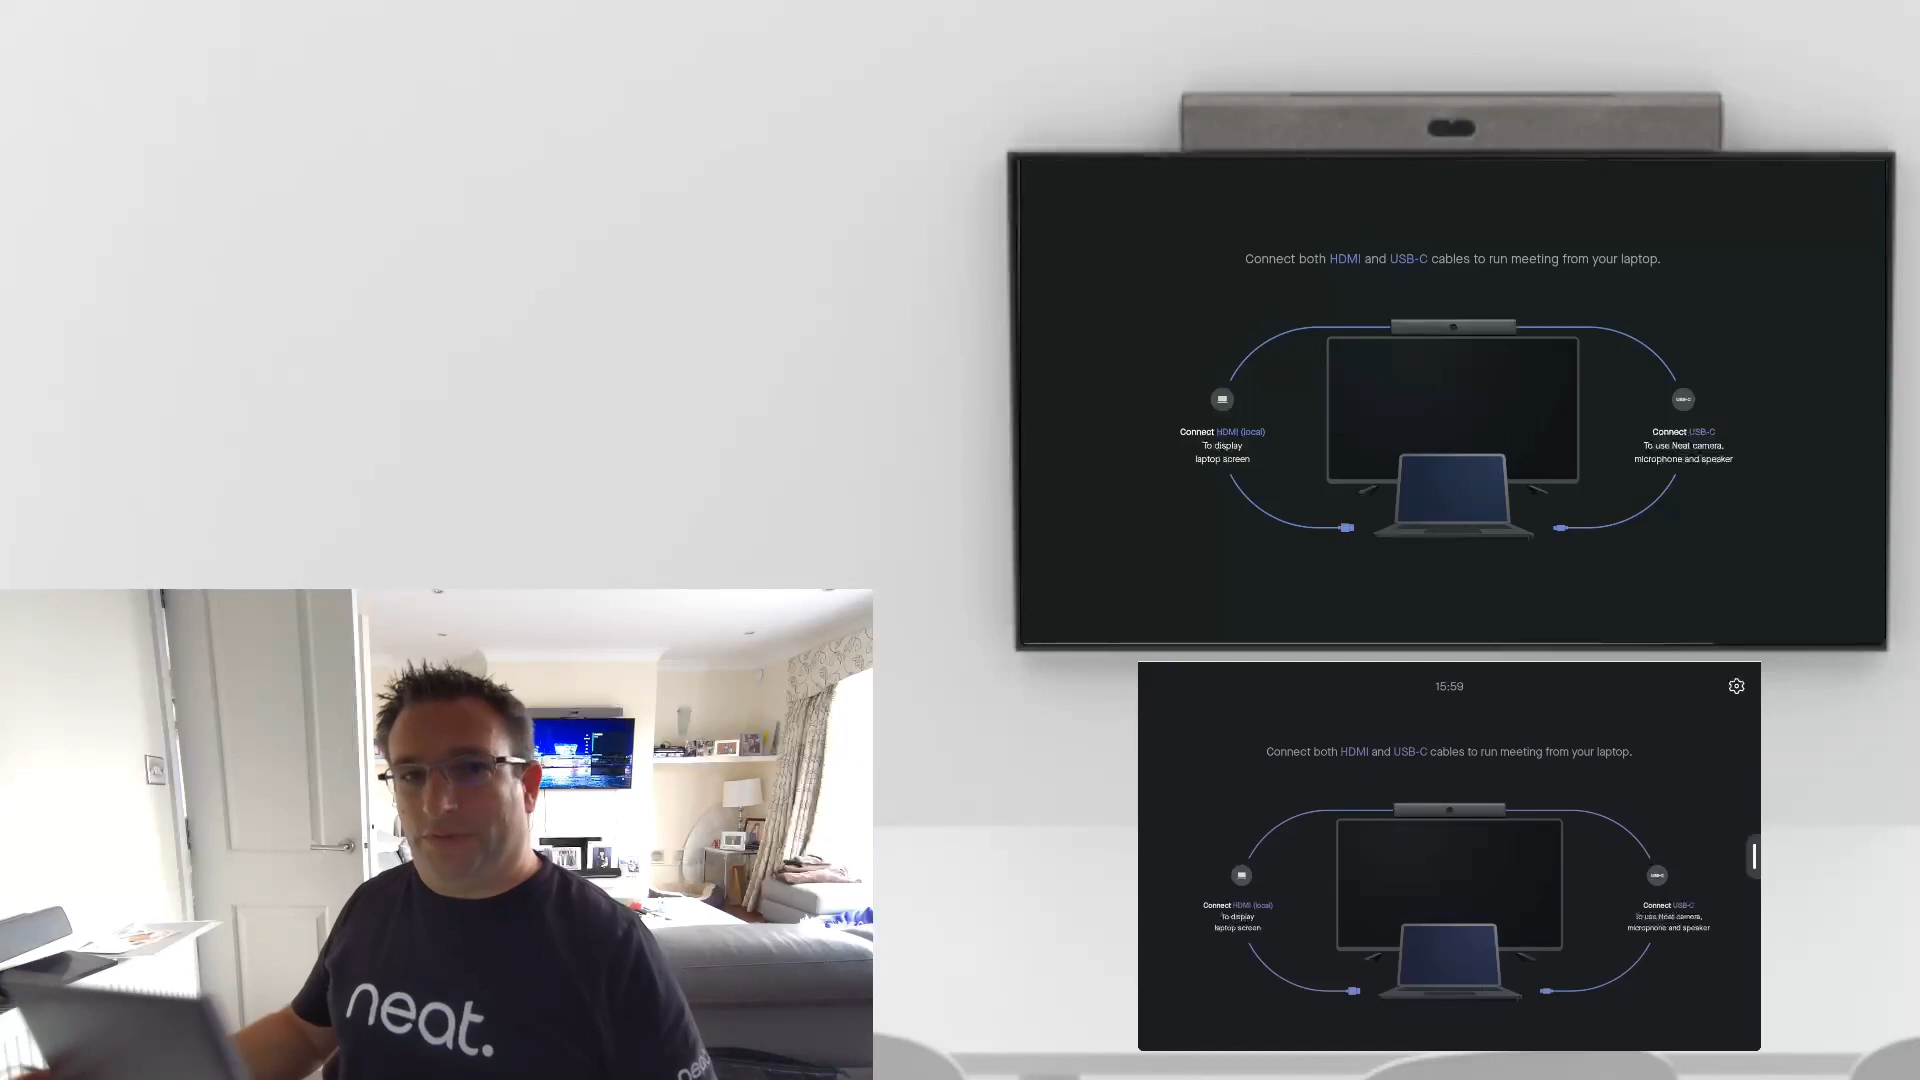 Connect both HDMI and USB-C cables to run meeting from your laptop.
USB-C
Connect HDMI (local)
To display
laptop screen
Connect USB-C
To use Neat camera,
microphone and speaker
15:59
Connect both HDMI and USB-C cables to run meeting from your laptop.
USB-C
Connect HDMI (local)
To display
laptop screen
Connect USB-C
To use Neat camera,
microphone and speaker
neat.
neat